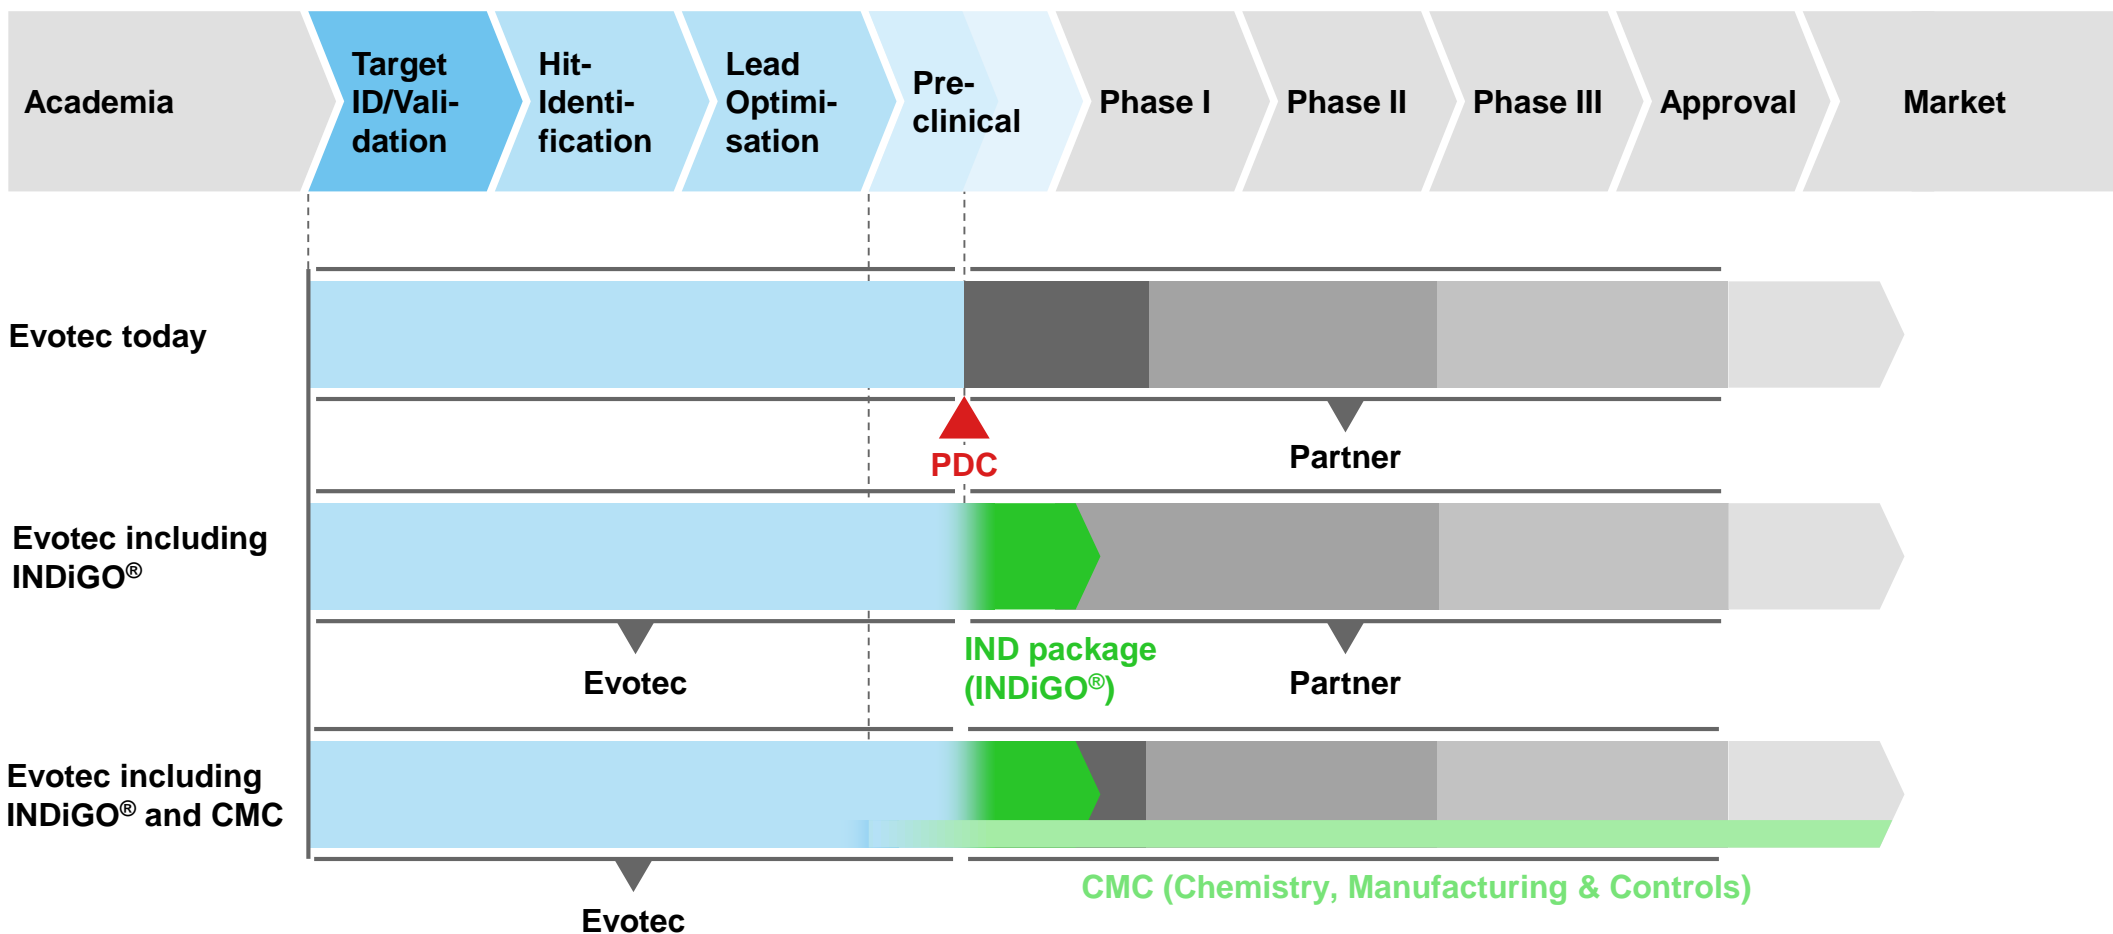 Academia
Target
ID/Vali-
dation
Hit-
Identi-
fication
Lead
Optimi-
sation
Pre-
clinical
Phase I
Phase II
Phase III
Approval
Market
Evotec today
PDC
Partner
Evotec including
INDiGO®
Evotec
IND package
(INDiGO®)
Partner
Evotec including
INDiGO® and CMC
CMC (Chemistry, Manufacturing & Controls)
Evotec